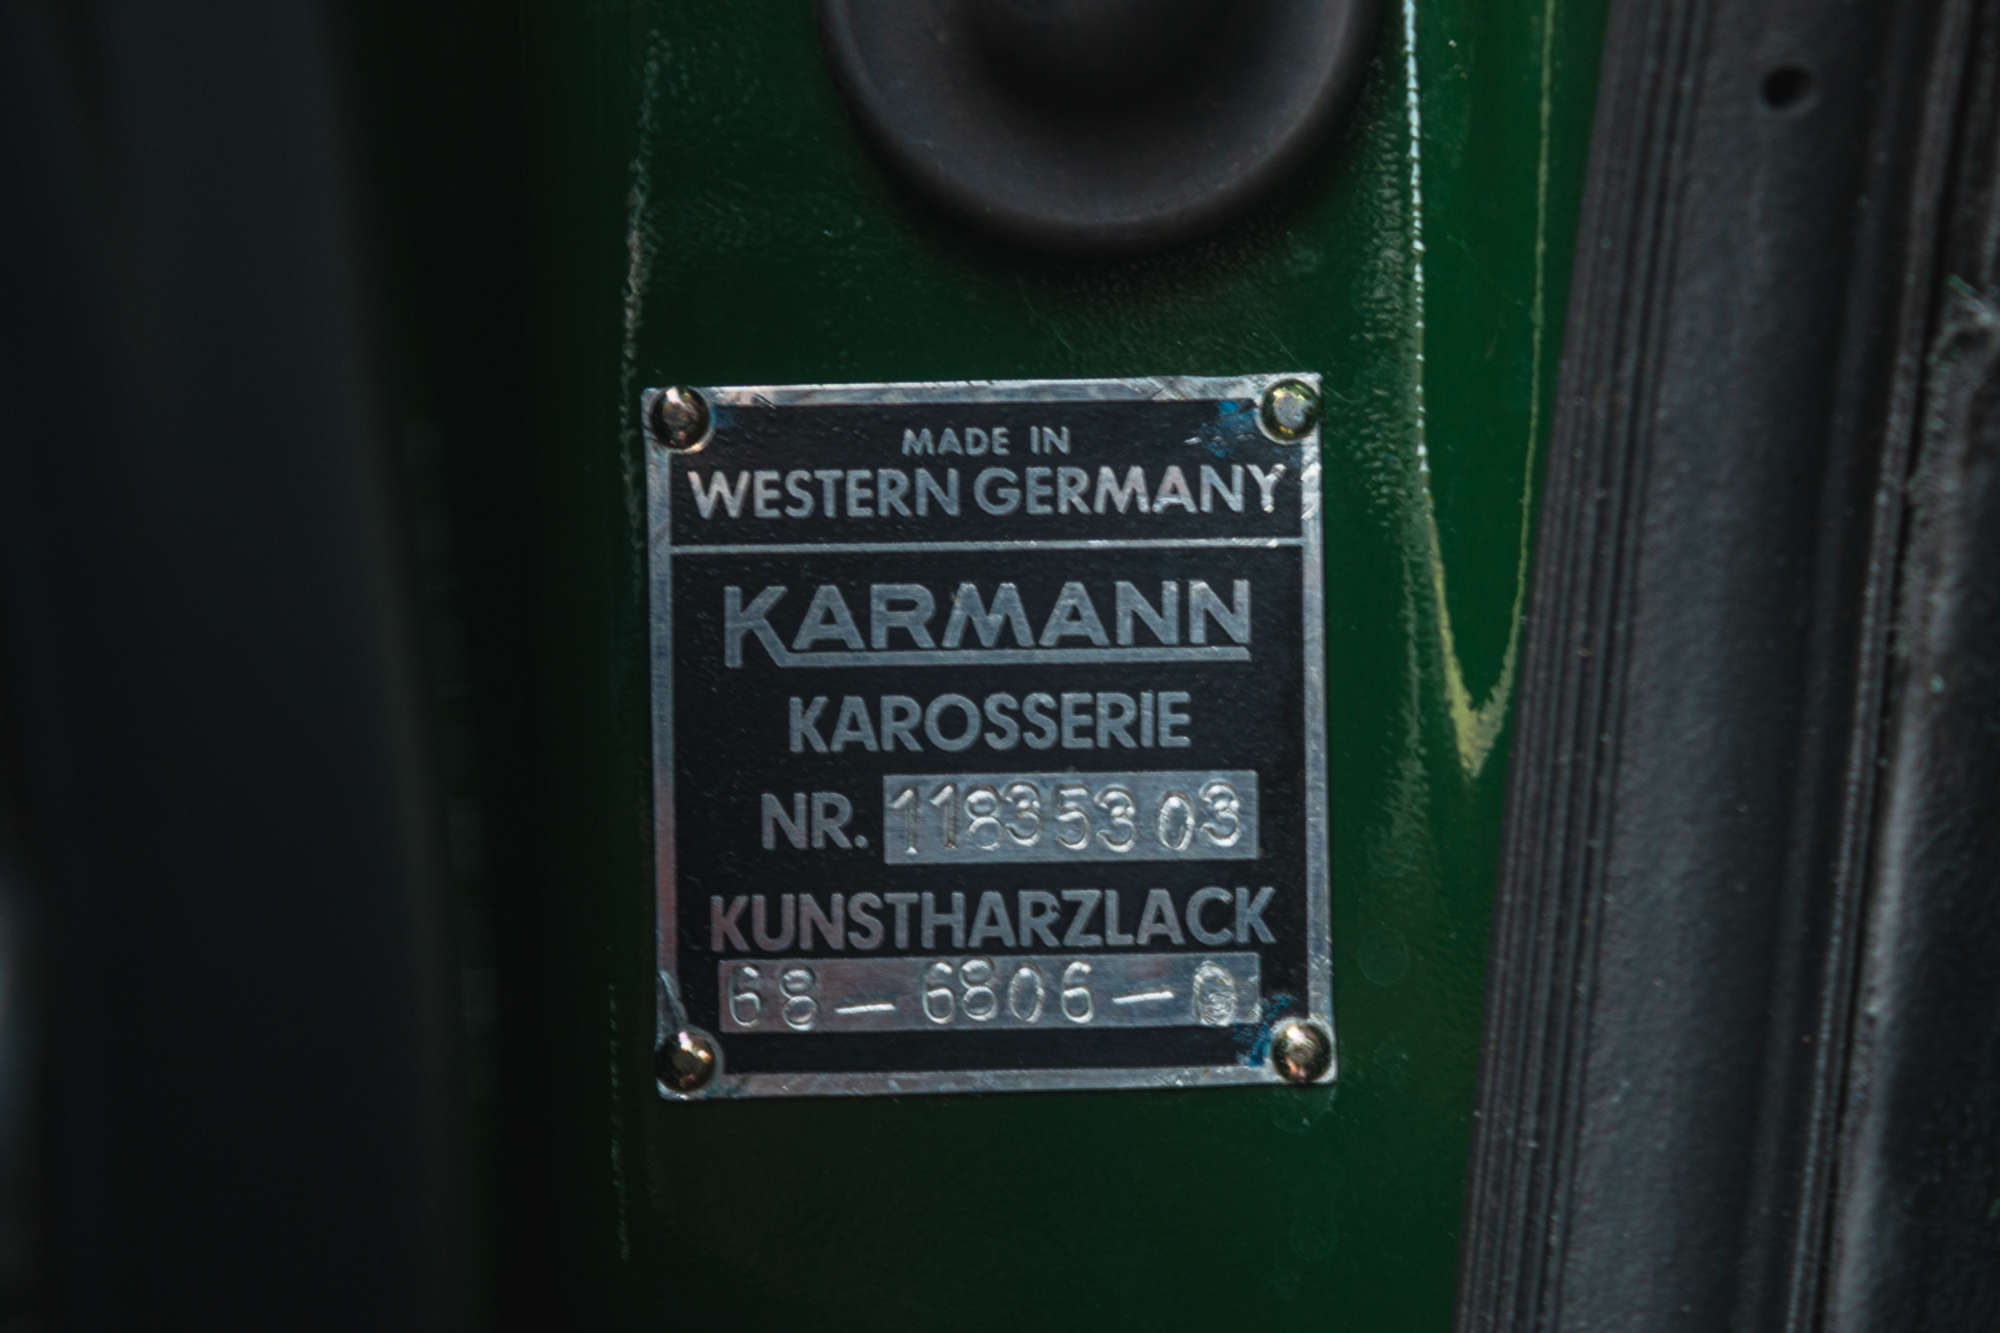 MADE IN
WESTERN GERMANY
KARMANN
KAROSSERIE
NR. 11835303
KUNSTHARZLACK
68-6806-